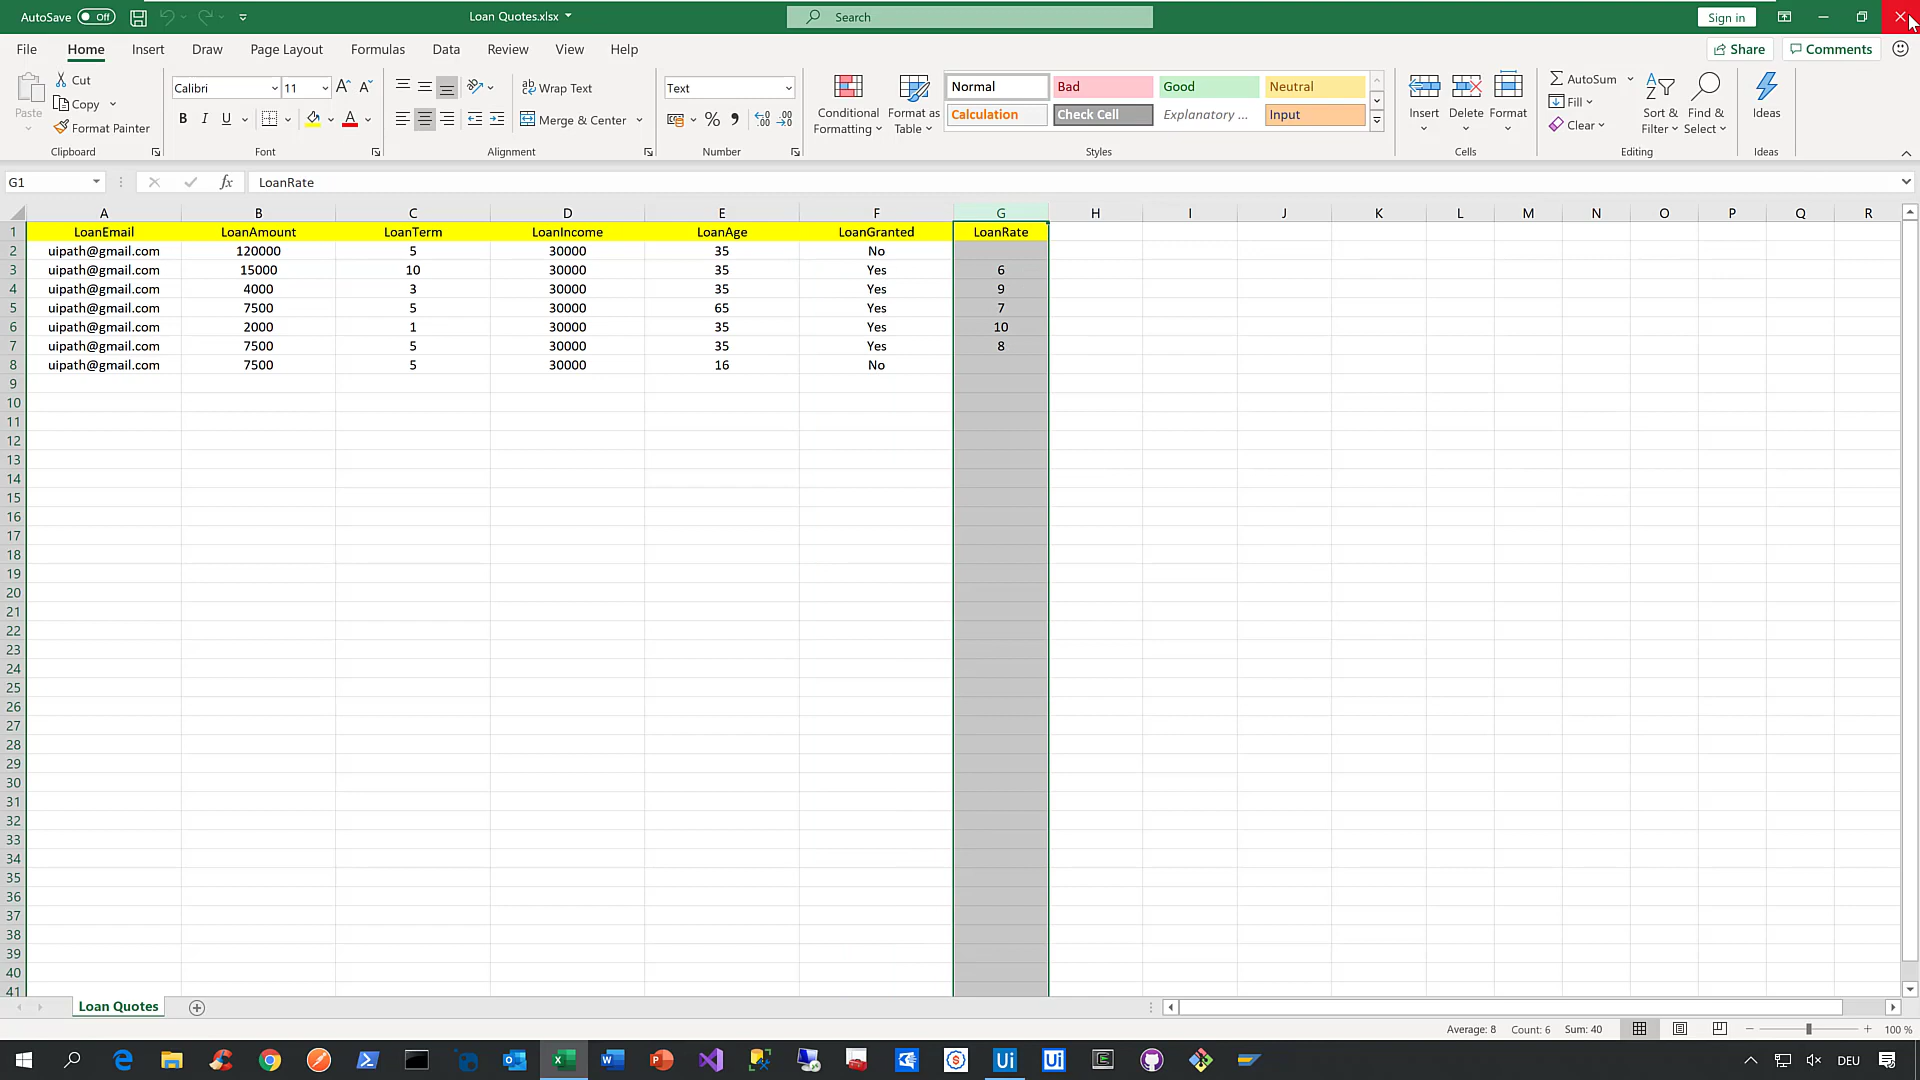 AutoSave Off Loan Quotes.xlsx Search Sign in
File Home Insert Draw Page Layout Formulas Data Review View Help Share Comments
Paste Cut Copy Format Painter Clipboard
Calibri 11 B I U Font
Wrap Text Merge & Center Alignment
Text % Number
Conditional Formatting Format as Table Normal Bad Good Neutral Calculation Check Cell Explanatory ... Input Styles
Insert Delete Format Cells
AutoSum Fill Clear Sort & Filter Find & Select Editing
Ideas Ideas
G1 fx LoanRate
A B C D E F G H I J K L M N O P Q R
1 LoanEmail LoanAmount LoanTerm LoanIncome LoanAge LoanGranted LoanRate
2 uipath@gmail.com 120000 5 30000 35 No
3 uipath@gmail.com 15000 10 30000 35 Yes 6
4 uipath@gmail.com 4000 3 30000 35 Yes 9
5 uipath@gmail.com 7500 5 30000 65 Yes 7
6 uipath@gmail.com 2000 1 30000 35 Yes 10
7 uipath@gmail.com 7500 5 30000 35 Yes 8
8 uipath@gmail.com 7500 5 30000 16 No
9
10
11
12
13
14
15
16
17
18
19
20
21
22
23
24
25
26
27
28
29
30
31
32
33
34
35
36
37
38
39
40
41
Loan Quotes
Average: 8 Count: 6 Sum: 40 100 %
Ui Ui DEU